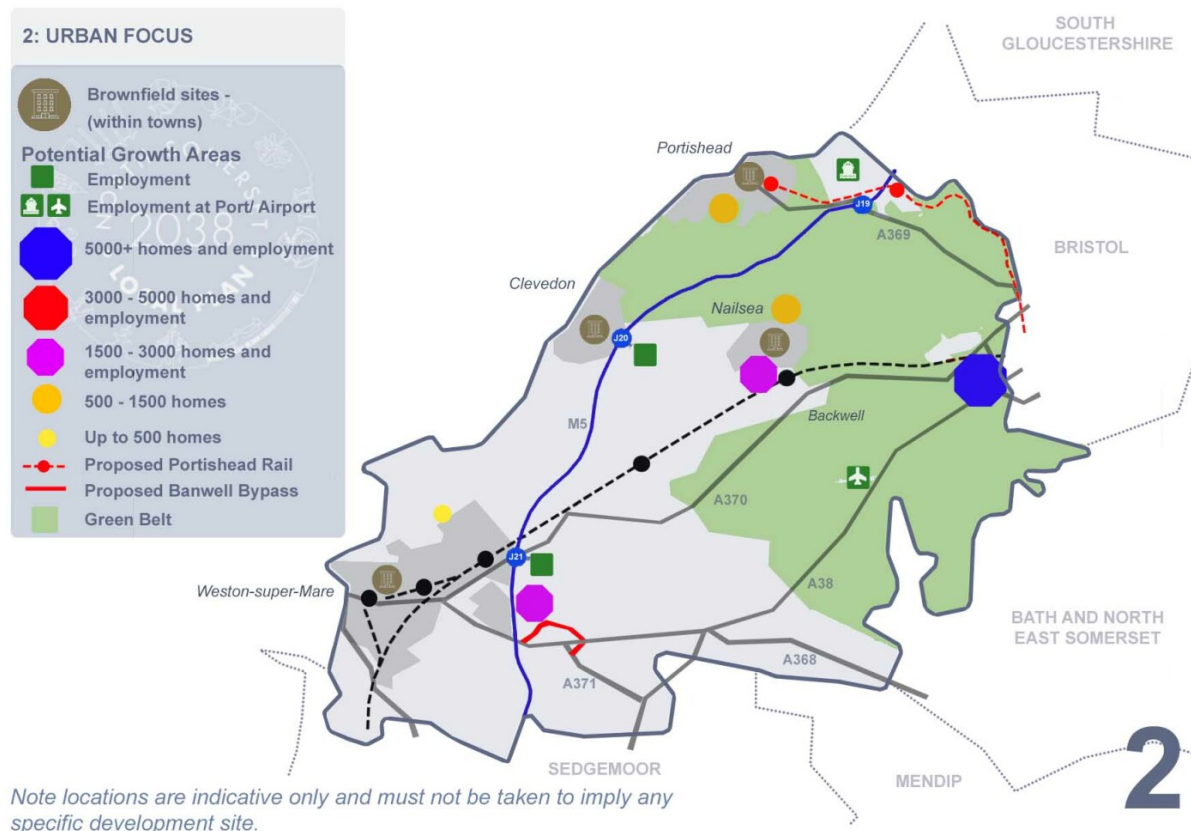 2: URBAN FOCUS
Brownfield sites -
(within towns)
Potential Growth Areas
Employment
Employment at Port/ Airport
5000+ homes and employment
3000 - 5000 homes and
employment
1500 - 3000 homes and
employment
500 - 1500 homes
Up to 500 homes
Proposed Portishead Rail
Proposed Banwell Bypass
Green Belt
2038
LOCAL PLAN
SOUTH
GLOUCESTERSHIRE
Portishead
J19
A369
BRISTOL
Clevedon
Nailsea
J20
M5
Backwell
A370
J21
Weston-super-Mare
A38
BATH AND NORTH
EAST SOMERSET
A368
A371
SEDGEMOOR
MENDIP
2
Note locations are indicative only and must not be taken to imply any
specific development site.